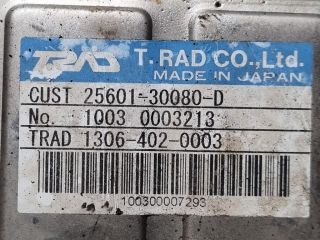 TRAD T.RAD CO.,Ltd.
MADE IN JAPAN
CUST 25601-30080-D
No. 1003 0003213
TRAD 1306-402-0003
100300007293